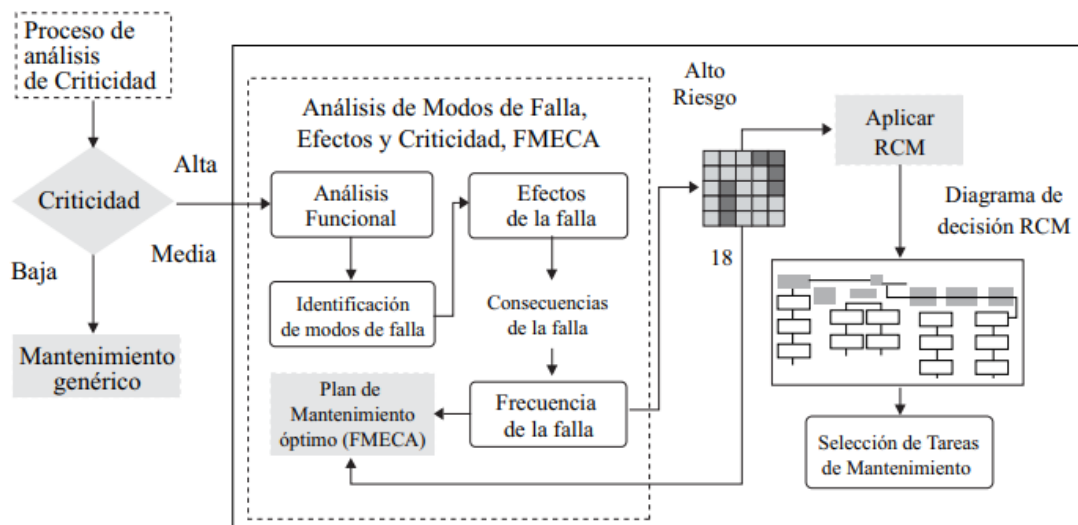 Proceso de
análisis
de Criticidad
Criticidad
Alta
Media
Baja
Mantenimiento
genérico
Análisis de Modos de Falla,
Efectos y Criticidad, FMECA
Análisis
Funcional
Identificación
de modos de falla
Efectos
de la falla
Consecuencias
de la falla
Frecuencia
de la falla
Plan de
Mantenimiento
óptimo (FMECA)
Alto
Riesgo
18
Aplicar
RCM
Diagrama de
decisión RCM
Selección de Tareas
de Mantenimiento